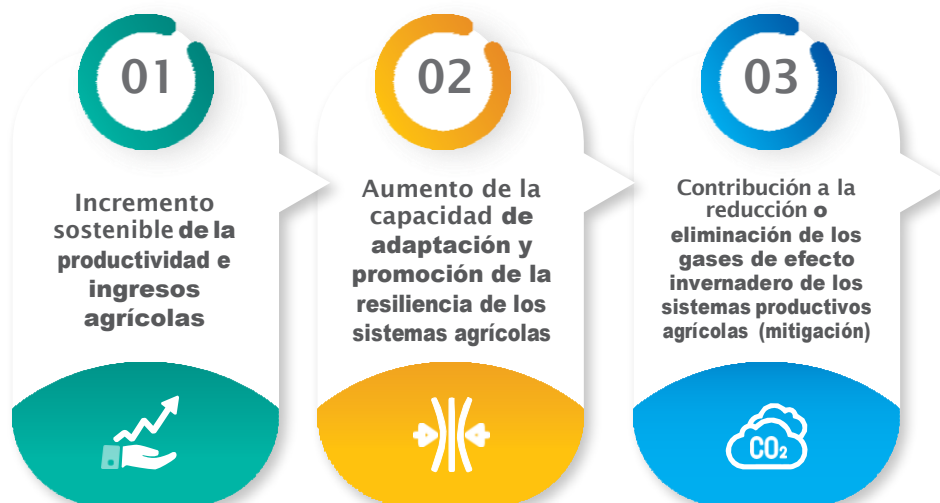 01
Incremento
sostenible de la
productividad e
ingresos
agrícolas
02
Aumento de la
capacidad de
adaptación y
promoción de la
resiliencia de los
sistemas agrícolas
03
Contribución a la
reducción o
eliminación de los
gases de efecto
invernadero de los
sistemas productivos
agrícolas (mitigación)
CO₂